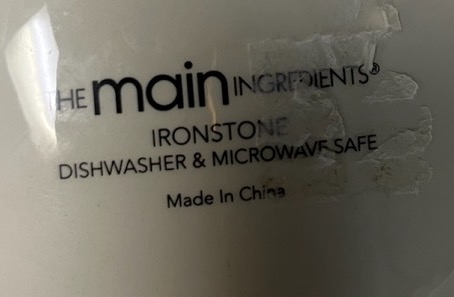 THE main INGREDIENTS®
IRONSTONE
DISHWASHER & MICROWAVE SAFE
Made In China